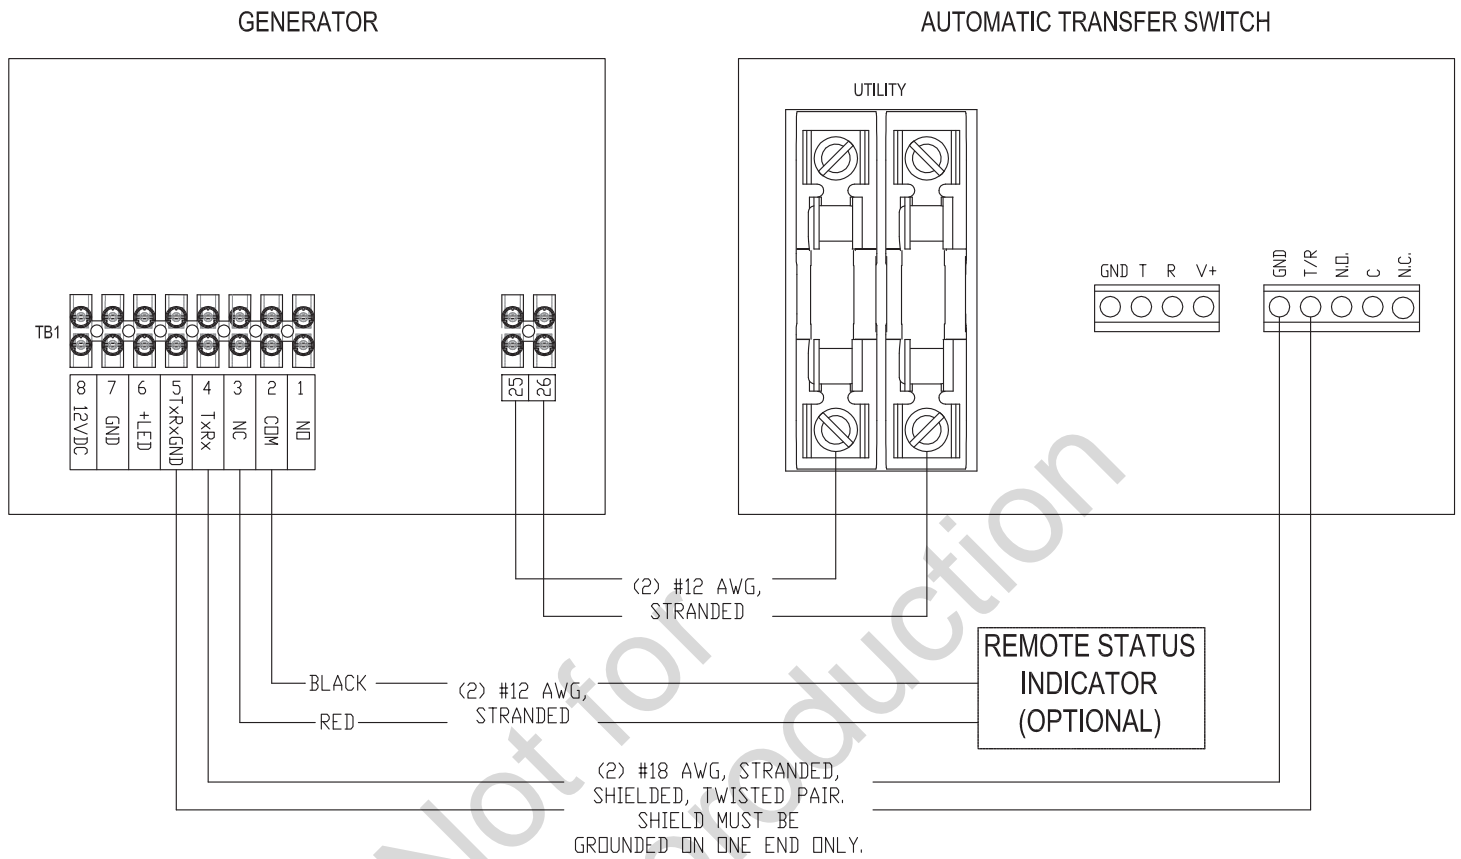 GENERATOR
AUTOMATIC TRANSFER SWITCH
UTILITY
GND T R V+
GND T/R N.O. C N.C.
TB1
8 7 6 5 4 3 2 1
12VDC GND +LED TxRxGND TxRx NC COM NO
25 26
(2) #12 AWG,
STRANDED
REMOTE STATUS
INDICATOR
(OPTIONAL)
BLACK
RED
(2) #12 AWG,
STRANDED
(2) #18 AWG, STRANDED,
SHIELDED, TWISTED PAIR.
SHIELD MUST BE
GROUNDED ON ONE END ONLY.
Not for
production